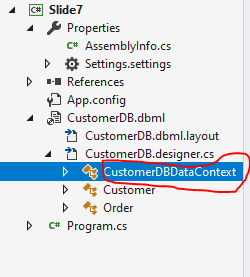 Slide7
Properties
AssemblyInfo.cs
Settings.settings
References
App.config
CustomerDB.dbml
CustomerDB.dbml.layout
CustomerDB.designer.cs
CustomerDBDataContext
Customer
Order
Program.cs